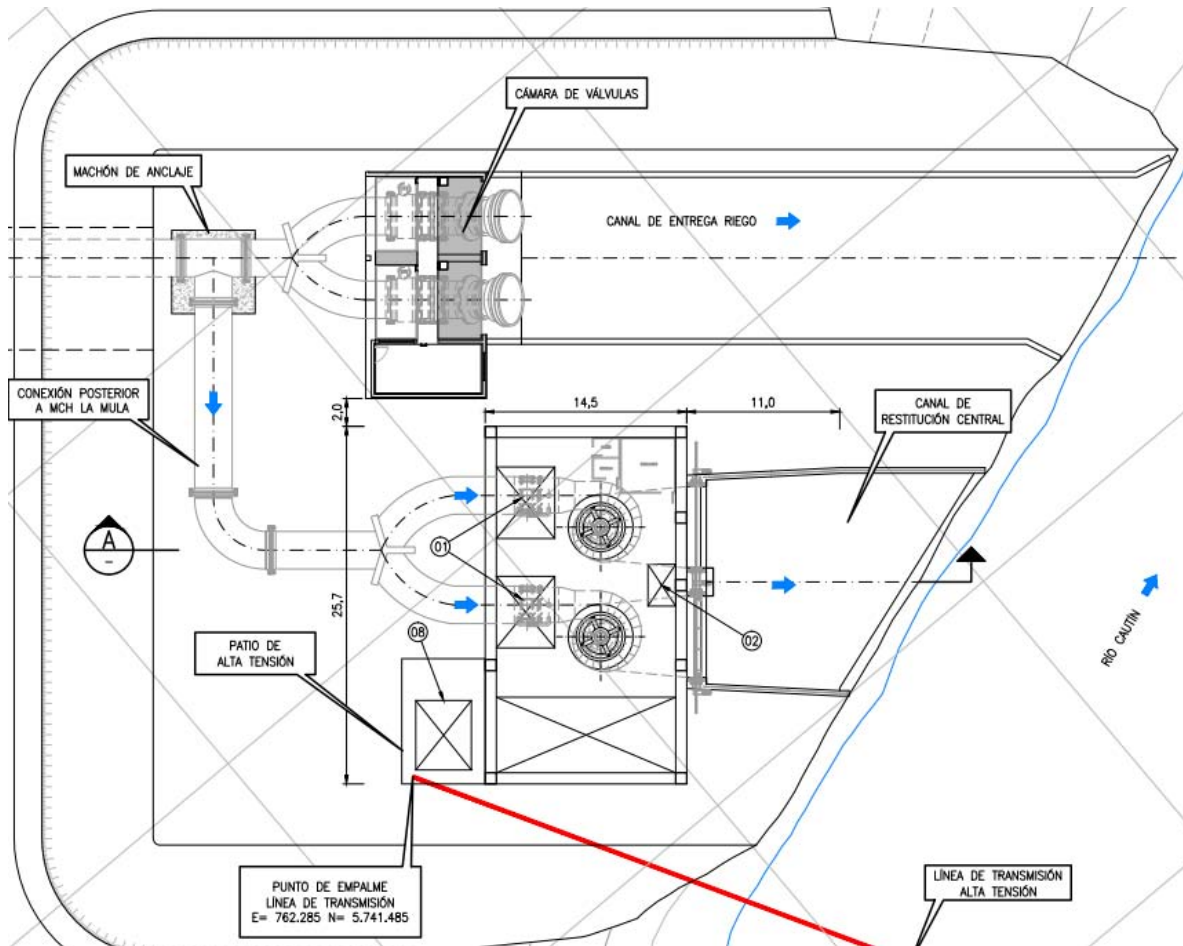 CÁMARA DE VÁLVULAS
MACHÓN DE ANCLAJE
CANAL DE ENTREGA RIEGO
CONEXIÓN POSTERIOR
A MCH LA MULA
2,0
14,5
11,0
CANAL DE
RESTITUCIÓN CENTRAL
A
-
01
25,7
02
RÍO CAUTIN
08
PATIO DE
ALTA TENSIÓN
PUNTO DE EMPALME
LÍNEA DE TRANSMISIÓN
E= 762.285 N= 5.741.485
LÍNEA DE TRANSMISIÓN
ALTA TENSIÓN